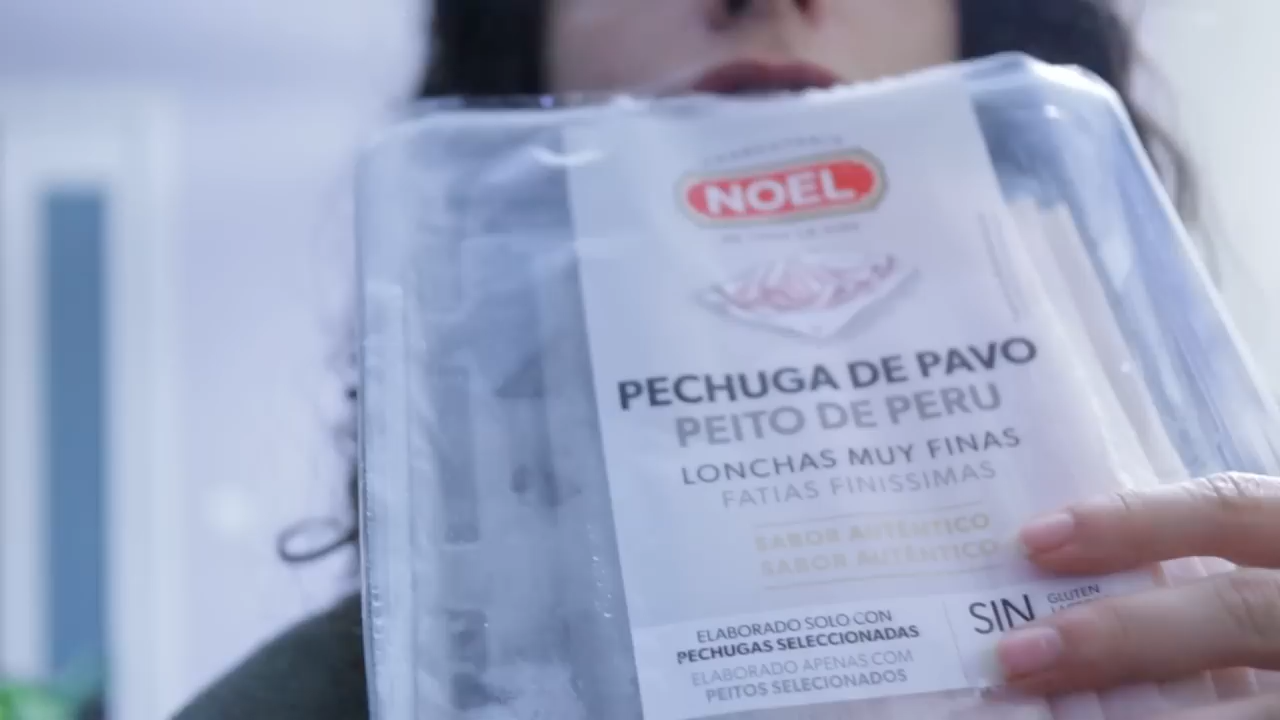 NOEL
PECHUGA DE PAVO
PEITO DE PERU
LONCHAS MUY FINAS
FATIAS FINISSIMAS
SABOR AUTÉNTICO
SABOR AUTÊNTICO
ELABORADO SOLO CON
PECHUGAS SELECCIONADAS
ELABORADO APENAS COM
PEITOS SELECIONADOS
SIN
GLUTEN